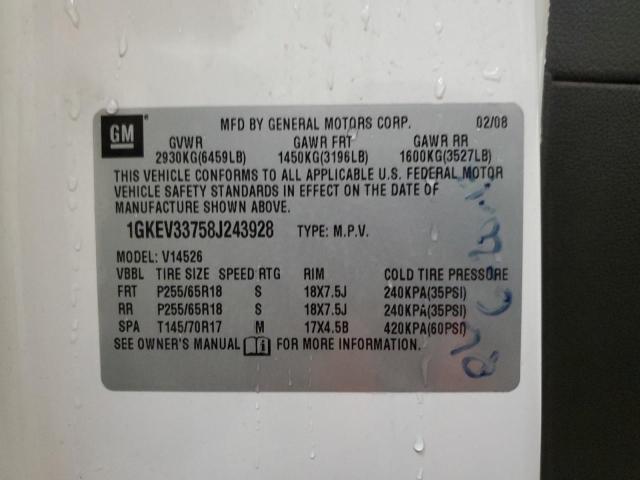 GM
MFD BY GENERAL MOTORS CORP. 02/08
GVWR GAWR FRT GAWR RR
2930KG(6459LB) 1450KG(3196LB) 1600KG(3527LB)
THIS VEHICLE CONFORMS TO ALL APPLICABLE U.S. FEDERAL MOTOR
VEHICLE SAFETY STANDARDS IN EFFECT ON THE DATE OF
MANUFACTURE SHOWN ABOVE.
1GKEV33758J243928 TYPE: M.P.V.
MODEL: V14526
VBBL TIRE SIZE SPEED RTG RIM COLD TIRE PRESSURE
FRT P255/65R18 S 18X7.5J 240KPA(35PSI)
RR P255/65R18 S 18X7.5J 240KPA(35PSI)
SPA T145/70R17 M 17X4.5B 420KPA(60PSI)
SEE OWNER'S MANUAL FOR MORE INFORMATION.